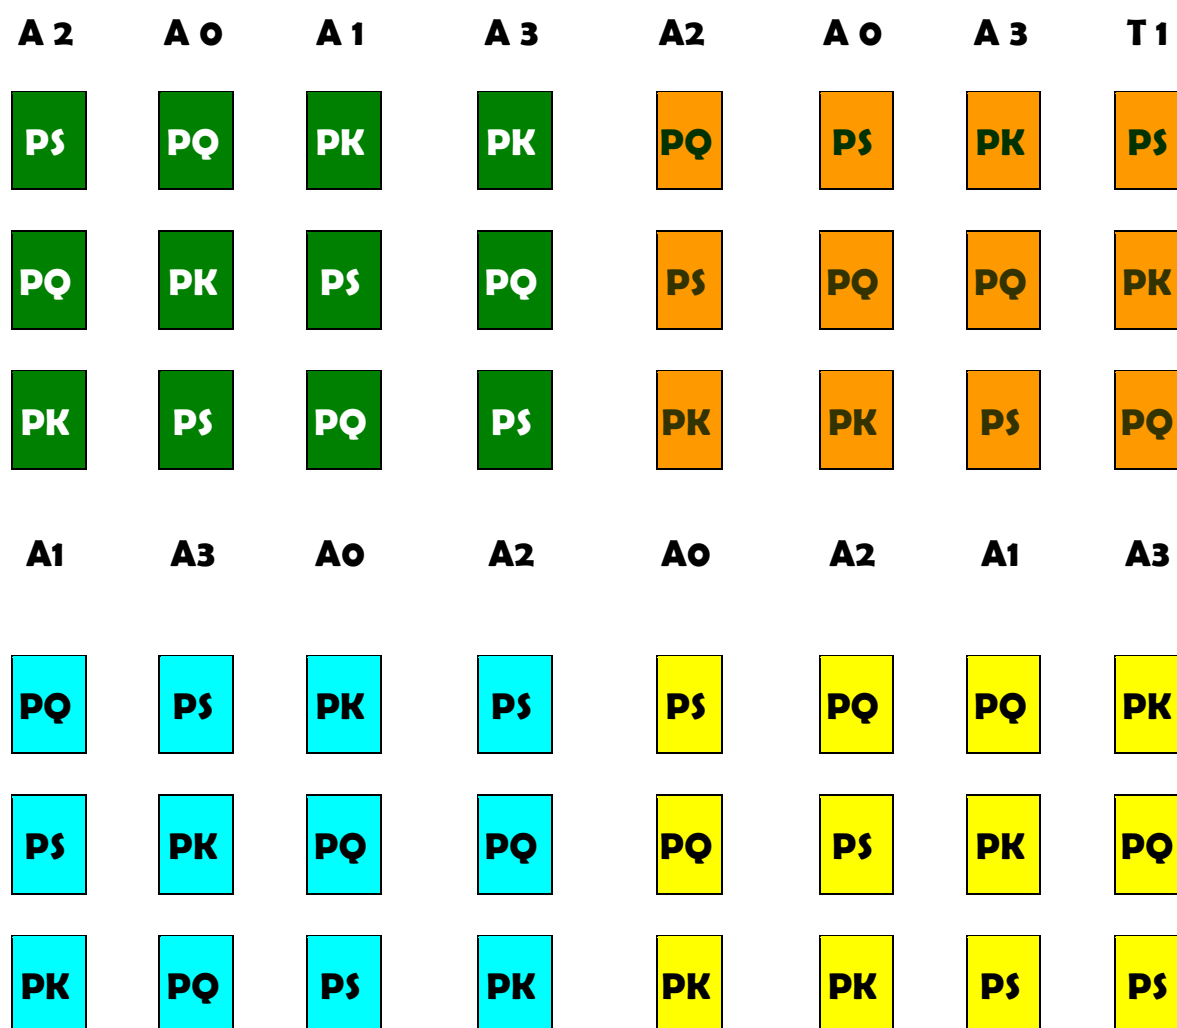 A 2 A 0 A 1 A 3 A2 A 0 A 3 T 1
PS PQ PK PK PQ PS PK PS
PQ PK PS PQ PS PQ PQ PK
PK PS PQ PS PK PK PS PQ
A1 A3 A0 A2 A0 A2 A1 A3
PQ PS PK PS PS PQ PQ PK
PS PK PQ PQ PQ PS PK PQ
PK PQ PS PK PK PK PS PS